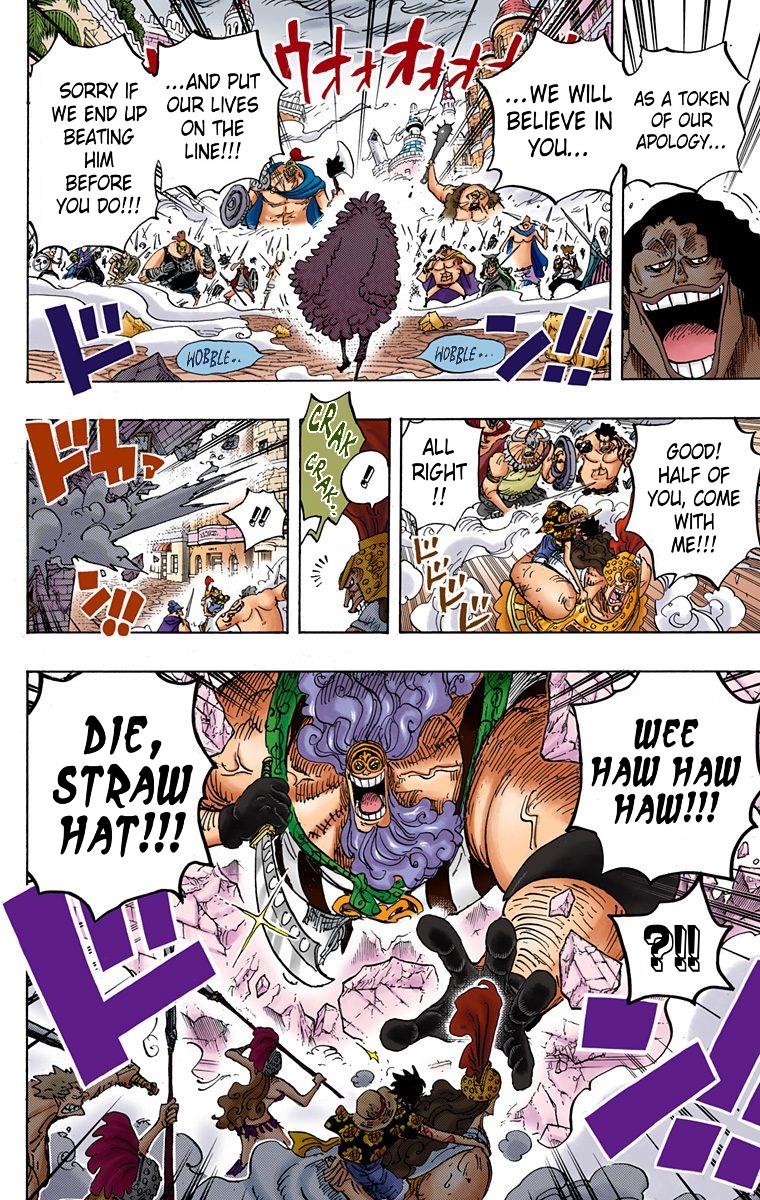 AS A TOKEN
OF OUR
APOLOGY...
...WE WILL
BELIEVE IN
YOU...
ウオオオオオオ
...AND PUT
OUR LIVES
ON THE
LINE!!!
SORRY IF
WE END UP
BEATING
HIM
BEFORE
YOU DO!!!
WOBBLE...
WOBBLE..
ドン!!
GOOD!
HALF OF
YOU, COME
WITH
ME!!!
ALL
RIGHT
!!
ドドド
!!
CRAK
CRAK..
ドカァン!!
!!
WEE
HAW HAW
HAW!!!
DIE,
STRAW
HAT!!!
?!!
ドン!!